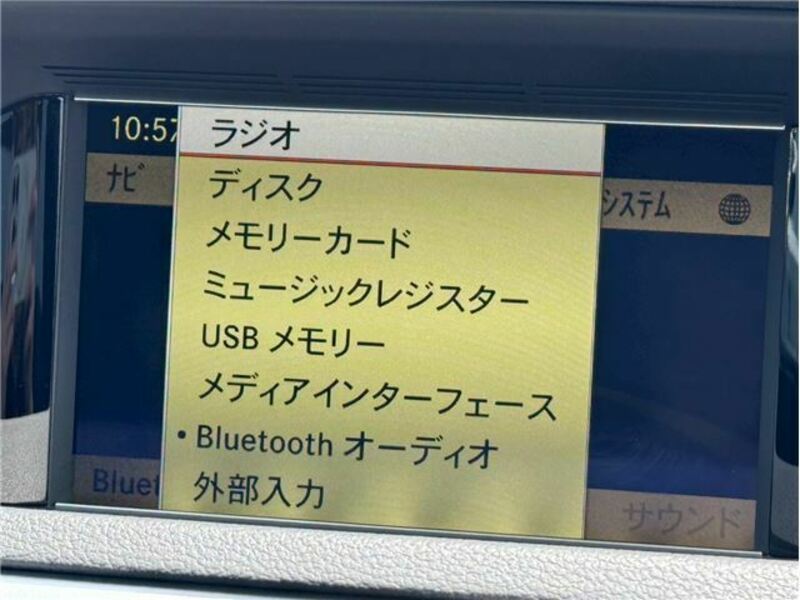 10:57
ラジオ
ナビ
ディスク
システム
メモリーカード
ミュージックレジスター
USB メモリー
メディアインターフェース
• Bluetooth オーディオ
Bluet
外部入力
サウンド